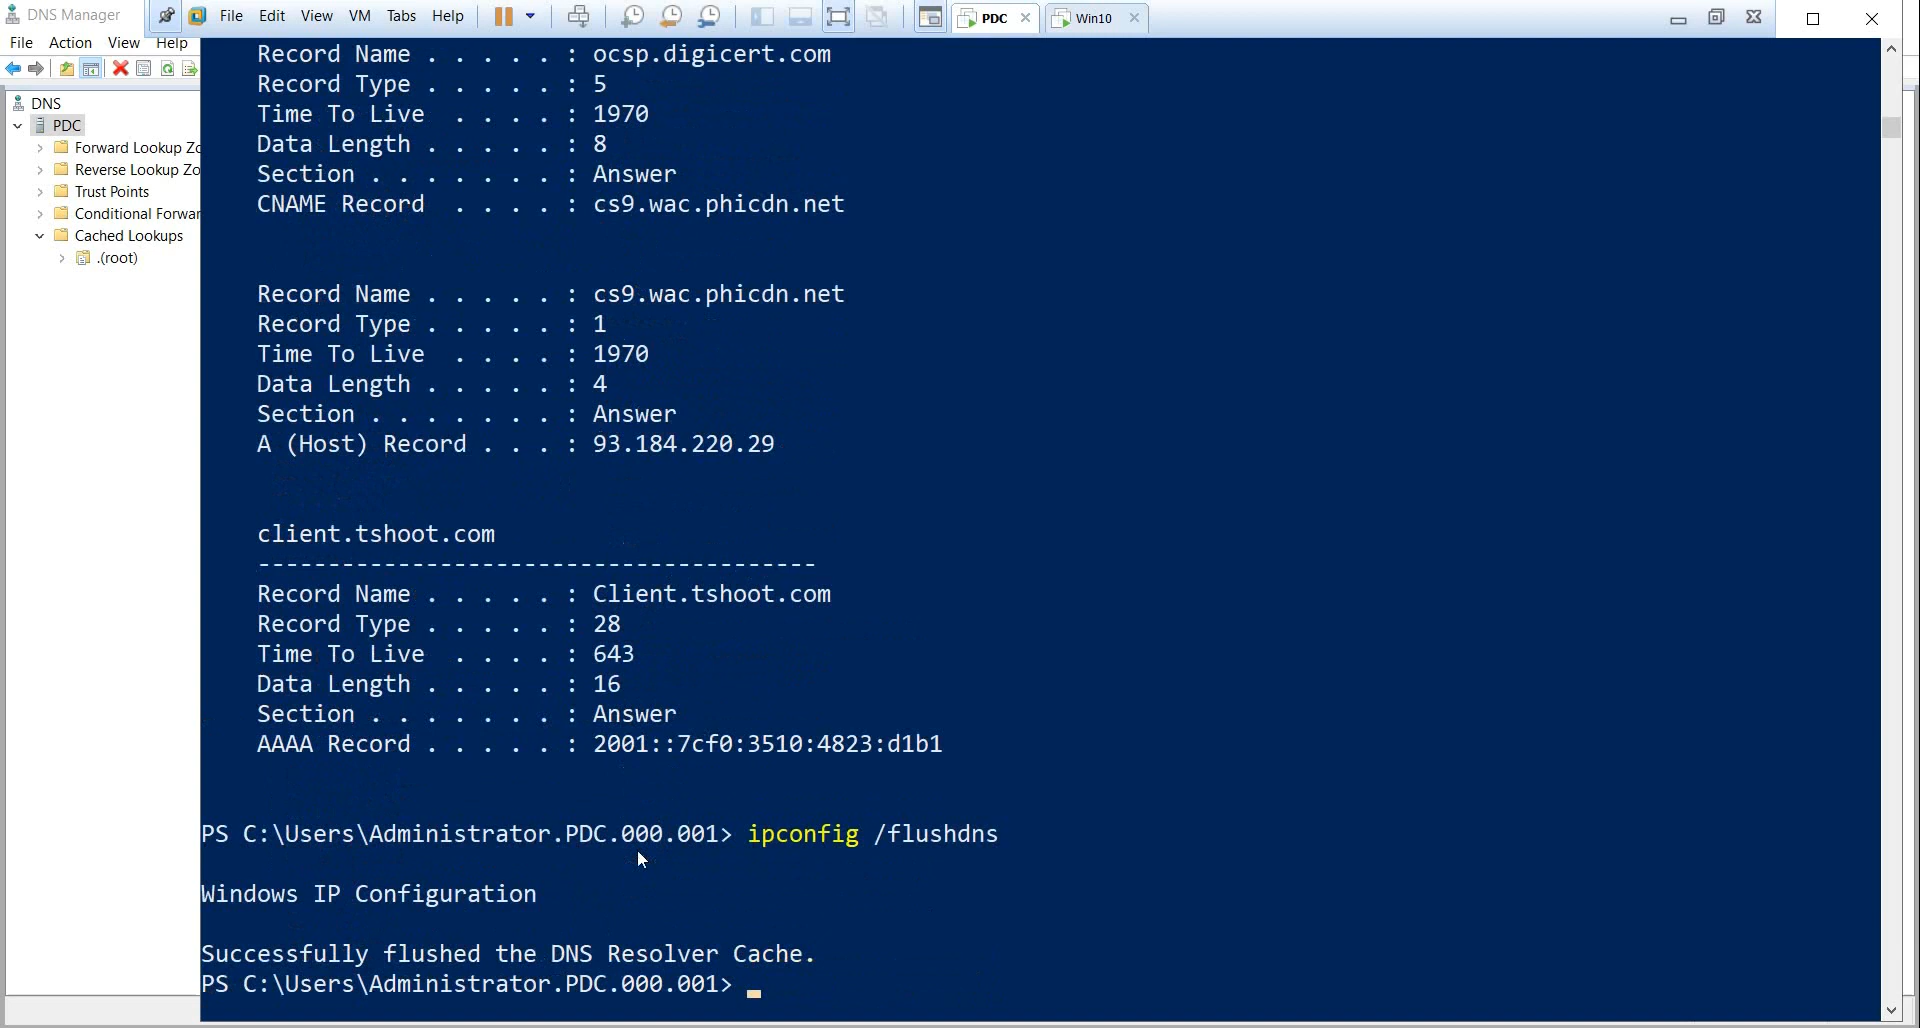 DNS Manager
File Edit View VM Tabs Help
PDC
Win10
File Action View Help
DNS
PDC
Forward Lookup Zo
Reverse Lookup Zo
Trust Points
Conditional Forwar
Cached Lookups
.(root)
Record Name . . . . . : ocsp.digicert.com
Record Type . . . . . : 5
Time To Live  . . . . : 1970
Data Length . . . . . : 8
Section . . . . . . . : Answer
CNAME Record  . . . . : cs9.wac.phicdn.net
Record Name . . . . . : cs9.wac.phicdn.net
Record Type . . . . . : 1
Time To Live  . . . . : 1970
Data Length . . . . . : 4
Section . . . . . . . : Answer
A (Host) Record . . . : 93.184.220.29
client.tshoot.com
----------------------------------------
Record Name . . . . . : Client.tshoot.com
Record Type . . . . . : 28
Time To Live  . . . . : 643
Data Length . . . . . : 16
Section . . . . . . . : Answer
AAAA Record . . . . . : 2001::7cf0:3510:4823:d1b1
PS C:\Users\Administrator.PDC.000.001> ipconfig /flushdns
Windows IP Configuration
Successfully flushed the DNS Resolver Cache.
PS C:\Users\Administrator.PDC.000.001>